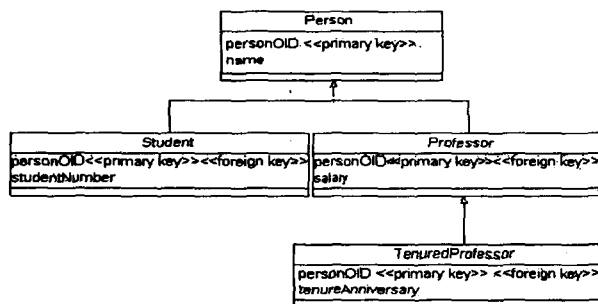 Person
personOID <<primary key>>
name
Student
personOID<<primary key>><<foreign key>>
studentNumber
Professor
personOID<<primary key>><<foreign key>>
salary
TenuredProfessor
personOID <<primary key>> <<foreign key>>
tenureAnniversary